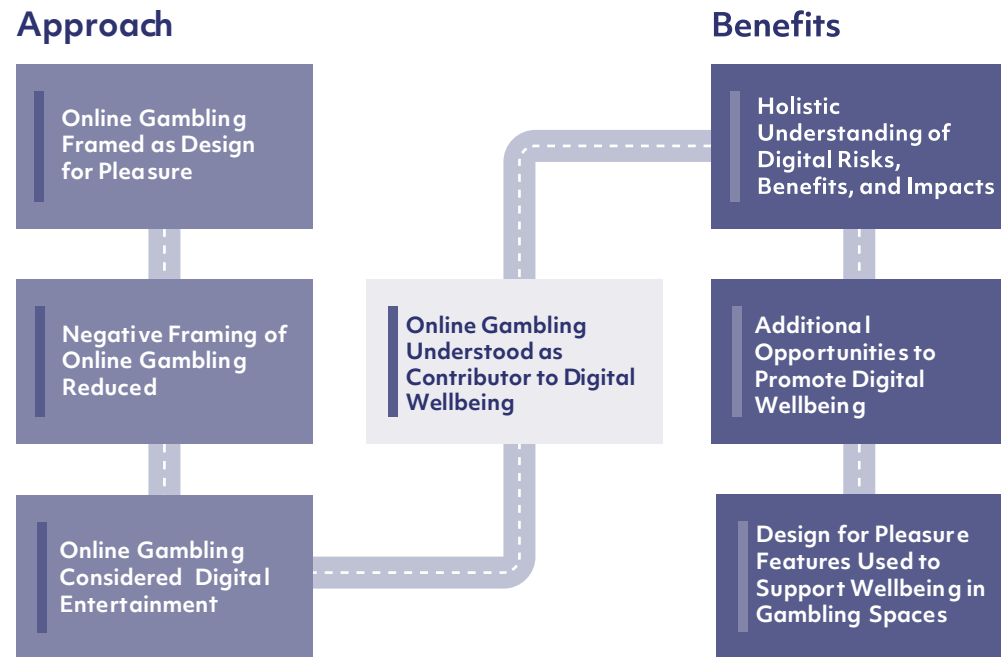 Approach
Online Gambling
Framed as Design
for Pleasure
Negative Framing of
Online Gambling
Reduced
Online Gambling
Considered Digital
Entertainment
Online Gambling
Understood as
Contributor to Digital
Wellbeing
Benefits
Holistic
Understanding of
Digital Risks,
Benefits, and Impacts
Additional
Opportunities to
Promote Digital
Wellbeing
Design for Pleasure
Features Used to
Support Wellbeing in
Gambling Spaces